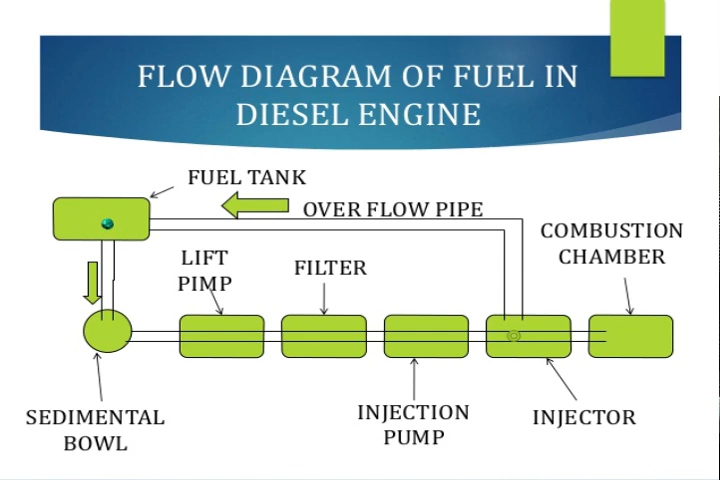 FLOW DIAGRAM OF FUEL IN
DIESEL ENGINE
FUEL TANK
OVER FLOW PIPE
COMBUSTION
CHAMBER
LIFT
PIMP
FILTER
SEDIMENTAL
BOWL
INJECTION
PUMP
INJECTOR